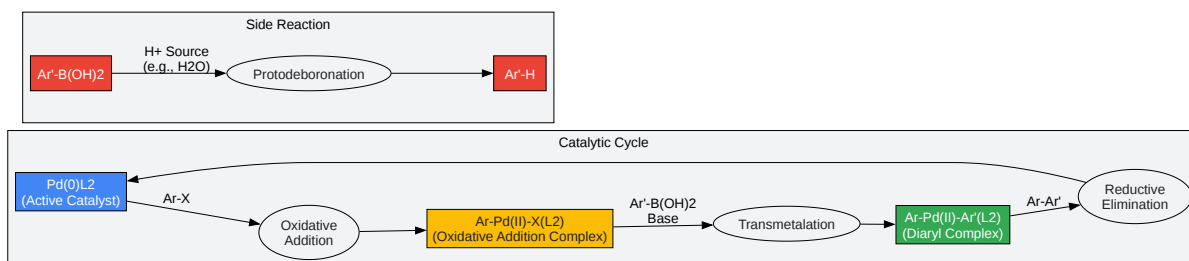 Side Reaction
Ar'-B(OH)2
H+ Source
(e.g., H2O)
Protodeboronation
Ar'-H
Catalytic Cycle
Pd(0)L2
(Active Catalyst)
Ar-X
Oxidative
Addition
Ar-Pd(II)-X(L2)
(Oxidative Addition Complex)
Ar'-B(OH)2
Base
Transmetalation
Ar-Pd(II)-Ar'(L2)
(Diaryl Complex)
Ar-Ar'
Reductive
Elimination